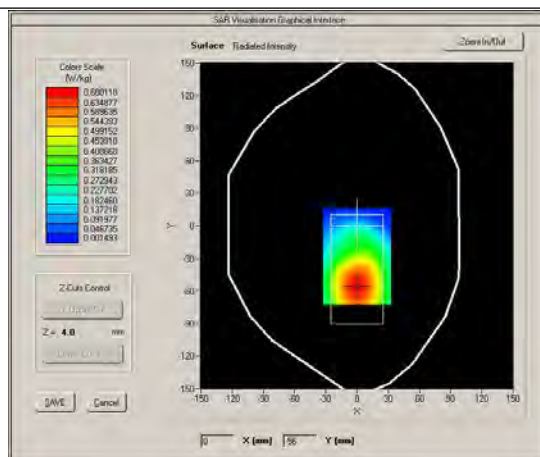 SAR Visualisation Graphical Interface
Surface Radiated Intensity
Zoom In/Out
Colors Scale
(W/kg)
0.680118
0.634877
0.589635
0.544393
0.499152
0.453910
0.408668
0.363427
0.318185
0.272943
0.227702
0.182460
0.137218
0.091977
0.046735
0.001493
150
120
90
60
30
0
-30
-60
-90
-120
-150
Y
-150 -120 -90 -60 -30 0 30 60 90 120 150
X
Z-Cuts Control
Z = 4.0 mm
SAVE Cancel
0 X (mm) -56 Y (mm)